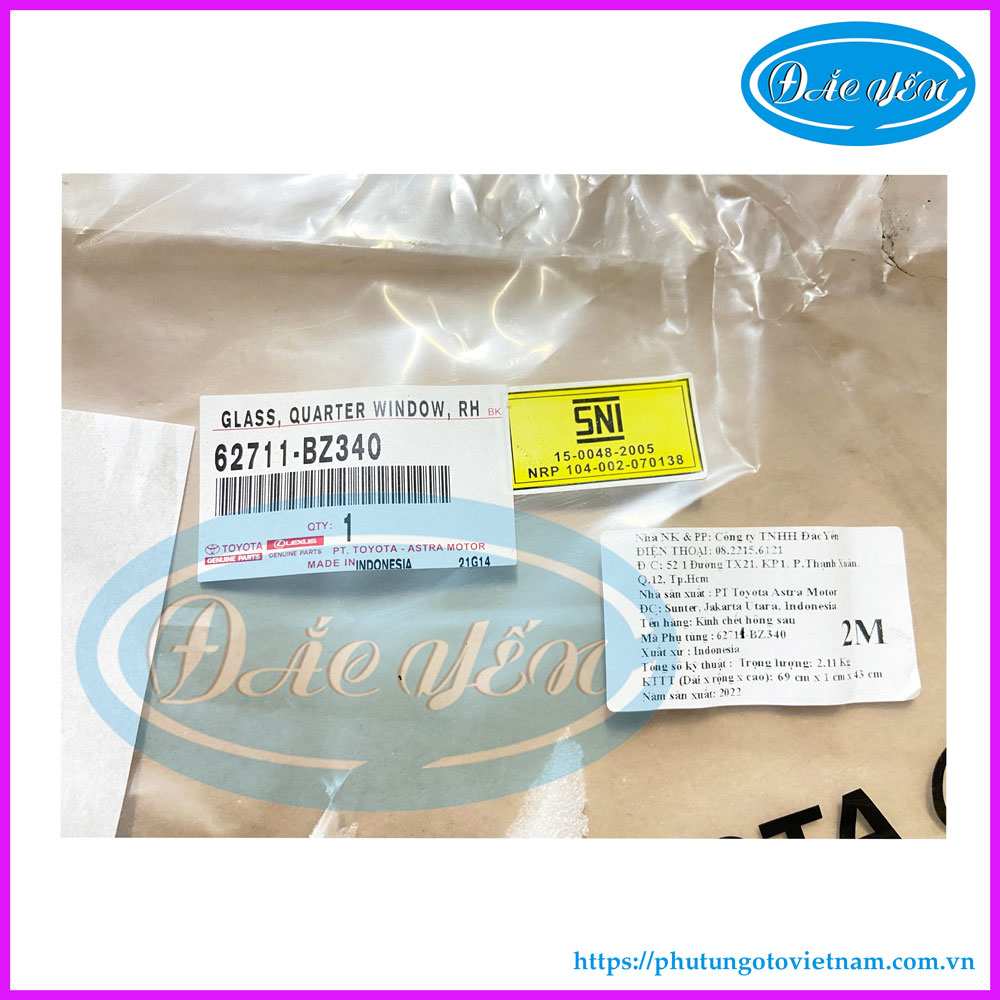 ĐẮC YẾN
GLASS, QUARTER WINDOW, RH BK
62711-BZ340
QTY: 1
TOYOTA LEXUS
GENUINE PARTS GENUINE PARTS PT. TOYOTA - ASTRA MOTOR
MADE IN INDONESIA 21G14
SNI
15-0048-2005
NRP 104-002-070138
Nhà NK & PP: Công ty TNHH Đắc Yến
ĐIỆN THOẠI: 08.2215.6121
Đ/C: 52/1 Đường TX21, KP1, P.Thạnh Xuân,
Q.12, Tp.Hcm
Nhà sản xuất : PT Toyota Astra Motor
ĐC: Sunter, Jakarta Utara, Indonesia
Tên hàng: Kính chết hông sau
Mã Phụ tùng : 62711-BZ340
2M
Xuất xứ : Indonesia
Tổng số kỹ thuật : Trọng lượng: 2.11 Kg
KTTT (Dài x rộng x cao): 69 cm x 1 cm x 43 cm
Năm sản xuất: 2022
ĐẮC YẾN
OTA G
https://phutungotovietnam.com.vn